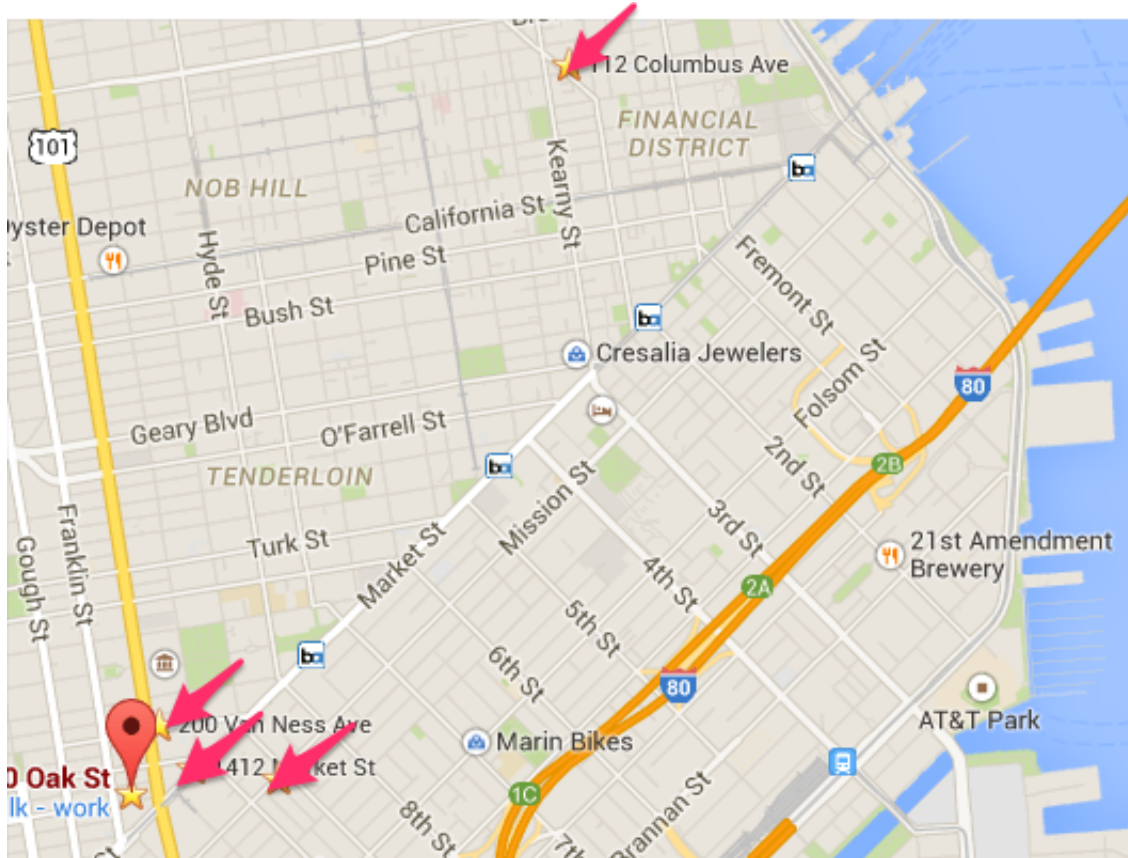 112 Columbus Ave
FINANCIAL
DISTRICT
101
NOB HILL
Kearny St
California St
Oyster Depot
Hyde St
Pine St
Fremont St
Bush St
Cresalia Jewelers
Folsom St
80
Geary Blvd
O'Farrell St
2nd St
2B
TENDERLOIN
Mission St
3rd St
Franklin St
Gough St
Turk St
Market St
4th St
21st Amendment
Brewery
2A
5th St
6th St
80
200 Van Ness Ave
AT&T Park
Marin Bikes
1412 Market St
0 Oak St
lk - work
1C
8th St
7th
Brannan St
St